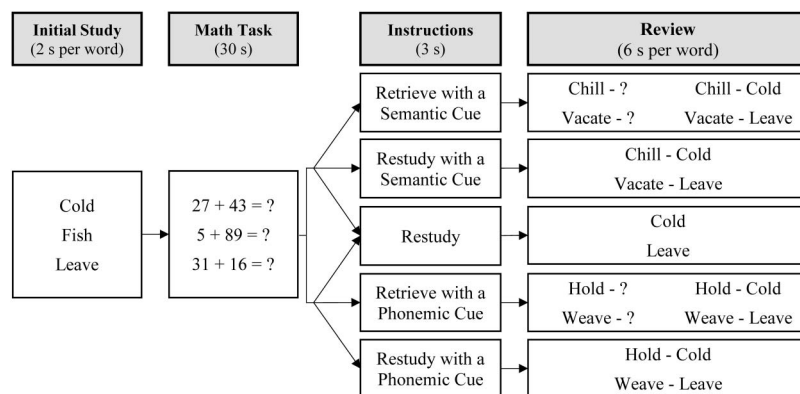 Initial Study
(2 s per word)
Math Task
(30 s)
Instructions
(3 s)
Review
(6 s per word)
Cold
Fish
Leave
27 + 43 = ?
5 + 89 = ?
31 + 16 = ?
Retrieve with a
Semantic Cue
Chill - ? Chill - Cold
Vacate - ? Vacate - Leave
Restudy with a
Semantic Cue
Chill - Cold
Vacate - Leave
Restudy
Cold
Leave
Retrieve with a
Phonemic Cue
Hold - ? Hold - Cold
Weave - ? Weave - Leave
Restudy with a
Phonemic Cue
Hold - Cold
Weave - Leave